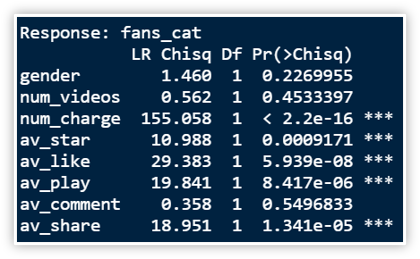 Response: fans_cat
LR Chisq Df Pr(>Chisq)
gender 1.460 1 0.2269955
num_videos 0.562 1 0.4533397
num_charge 155.058 1 < 2.2e-16 ***
av_star 10.988 1 0.0009171 ***
av_like 29.383 1 5.939e-08 ***
av_play 19.841 1 8.417e-06 ***
av_comment 0.358 1 0.5496833
av_share 18.951 1 1.341e-05 ***